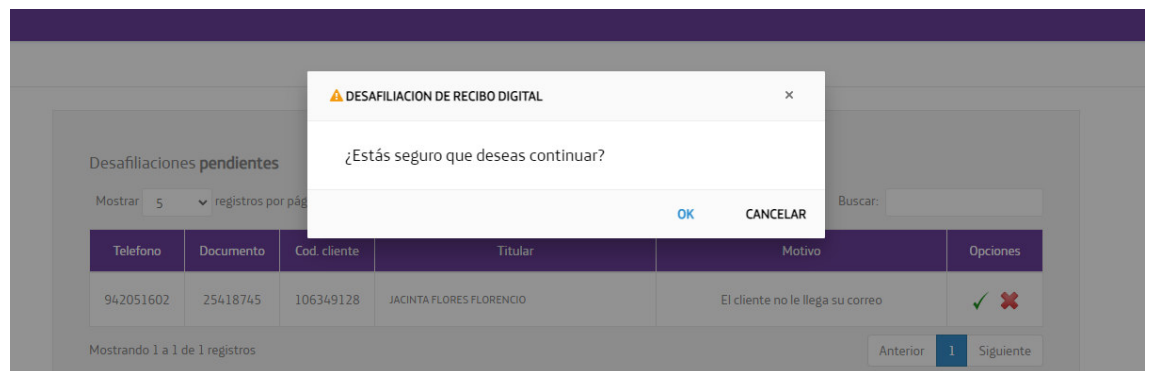 DESAFILIACION DE RECIBO DIGITAL ×
¿Estás seguro que deseas continuar?
OK CANCELAR
Desafiliaciones pendientes
Mostrar 5 registros por pág
Buscar:
Telefono Documento Cod. cliente Titular Motivo Opciones
942051602 25418745 106349128 JACINTA FLORES FLORENCIO El cliente no le llega su correo
Mostrando 1 a 1 de 1 registros
Anterior 1 Siguiente